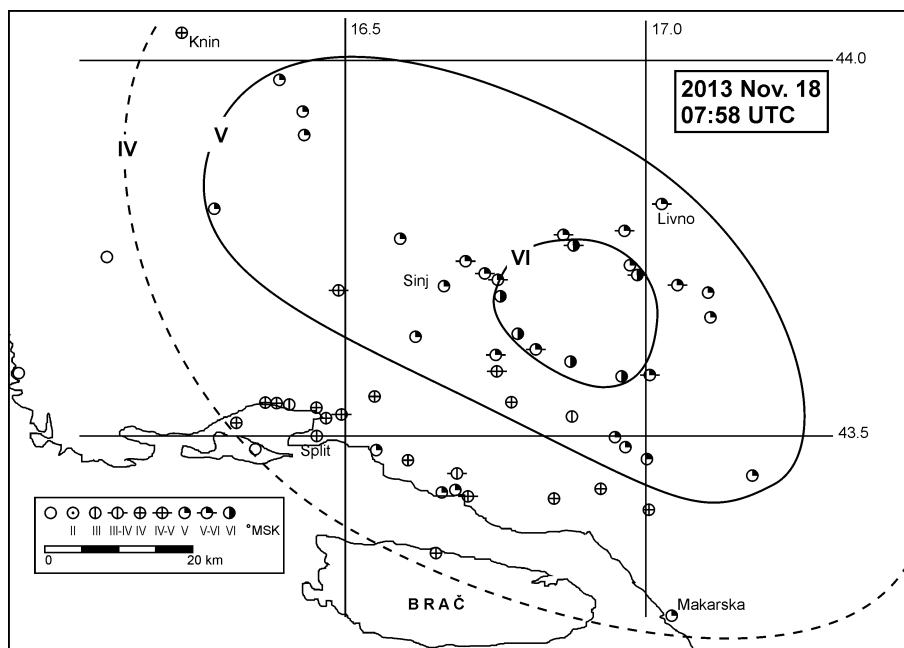 16.5
17.0
Knin
44.0
2013 Nov. 18
07:58 UTC
V
IV
Livno
VI
Sinj
43.5
Split
II III III-IV IV IV-V V V-VI VI °MSK
0 20 km
BRAČ
Makarska